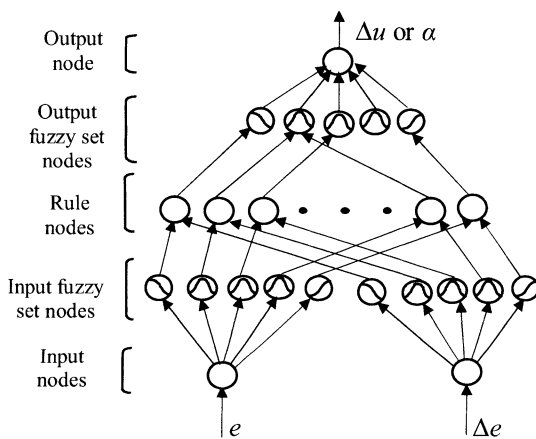 Δu or α
Output
node
Output
fuzzy set
nodes
Rule
nodes
Input fuzzy
set nodes
Input
nodes
e
Δe